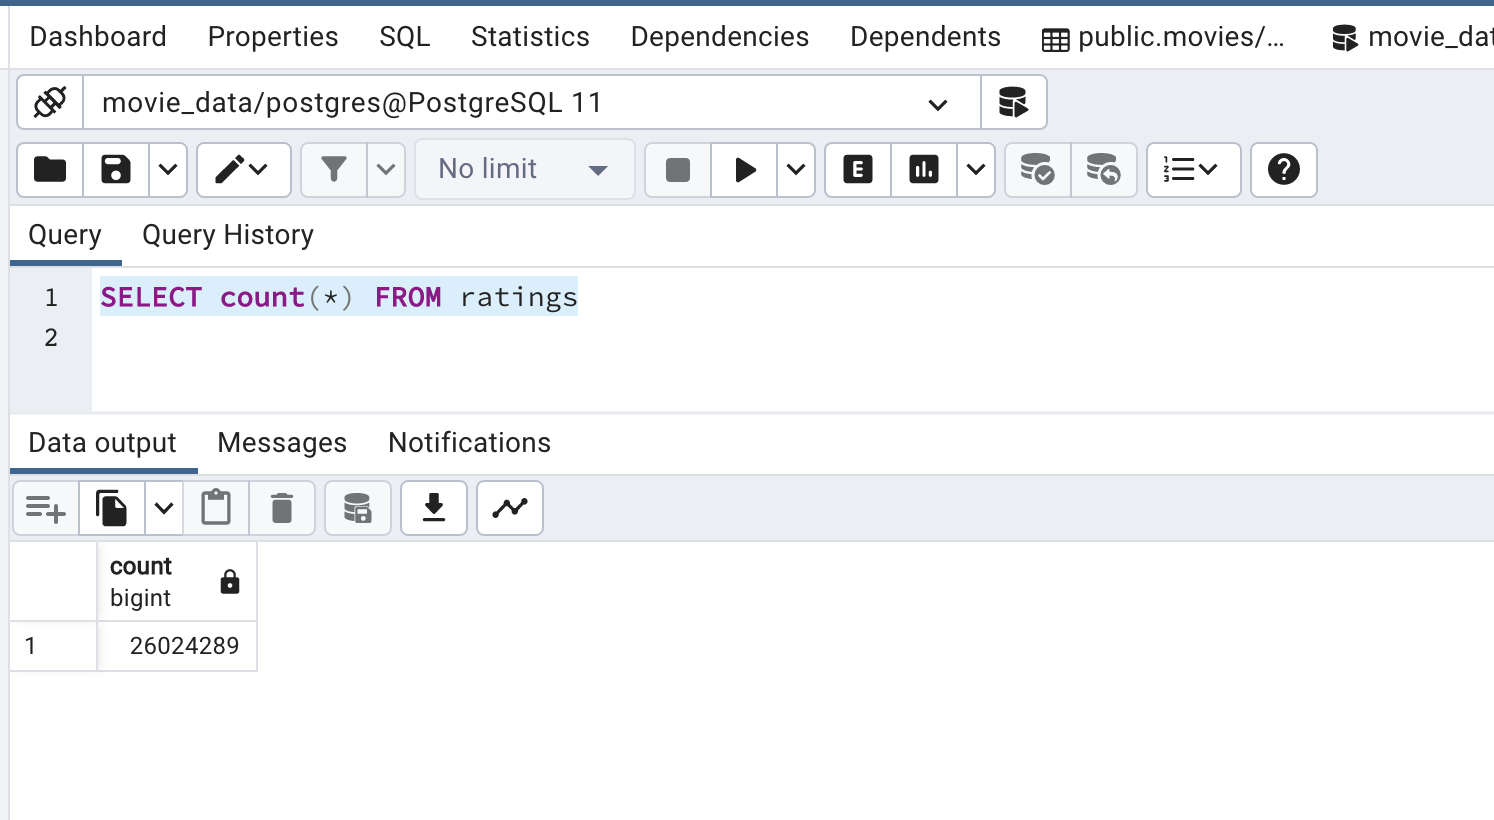 Dashboard Properties SQL Statistics Dependencies Dependents public.movies/... movie_dat
movie_data/postgres@PostgreSQL 11
No limit E ?
Query Query History
1 SELECT count(*) FROM ratings
2
Data output Messages Notifications
count
bigint
1 26024289